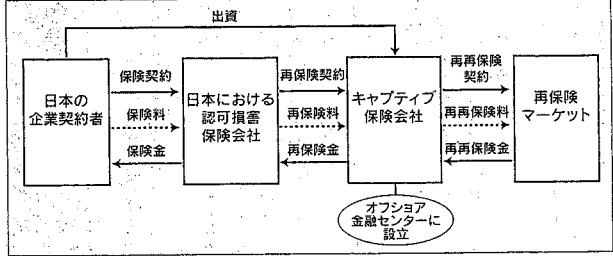 出資
日本の
企業契約者
保険契約
保険料
保険金
日本における
認可損害
保険会社
再保険契約
再保険料
再保険金
キャプティブ
保険会社
再再保険
契約
再再保険料
再再保険金
再保険
マーケット
オフショア
金融センターに
設立